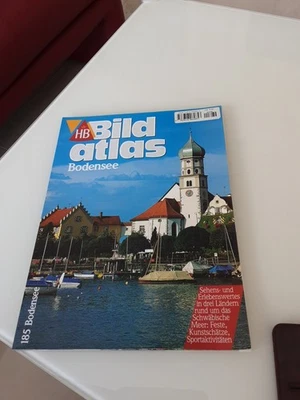 HB
Bild
atlas
Bodensee
Sehens- und
Erlebenswertes
in drei Ländern
rund um das
Schwäbische
Meer: Feste,
Kunstschätze,
Sportaktivitäten
185 Bodensee